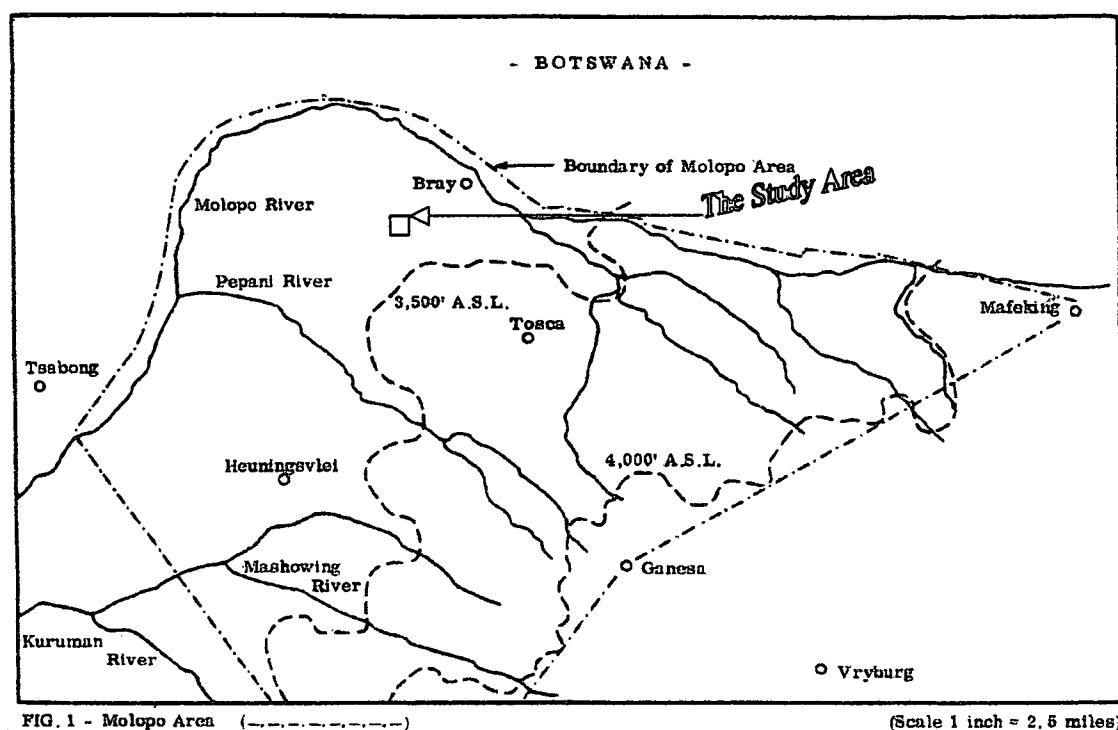 - BOTSWANA -
Boundary of Molopo Area
Bray
The Study Area
Molopo River
Pepani River
3,500' A.S.L.
Tosca
Mafeking
Tsabong
Heuningsvlei
4,000' A.S.L.
Mashowing
River
Ganesa
Kuruman
River
Vryburg
FIG. 1 - Molopo Area (-.-.-.-.-.-.-.-)
(Scale 1 inch = 2,5 miles)